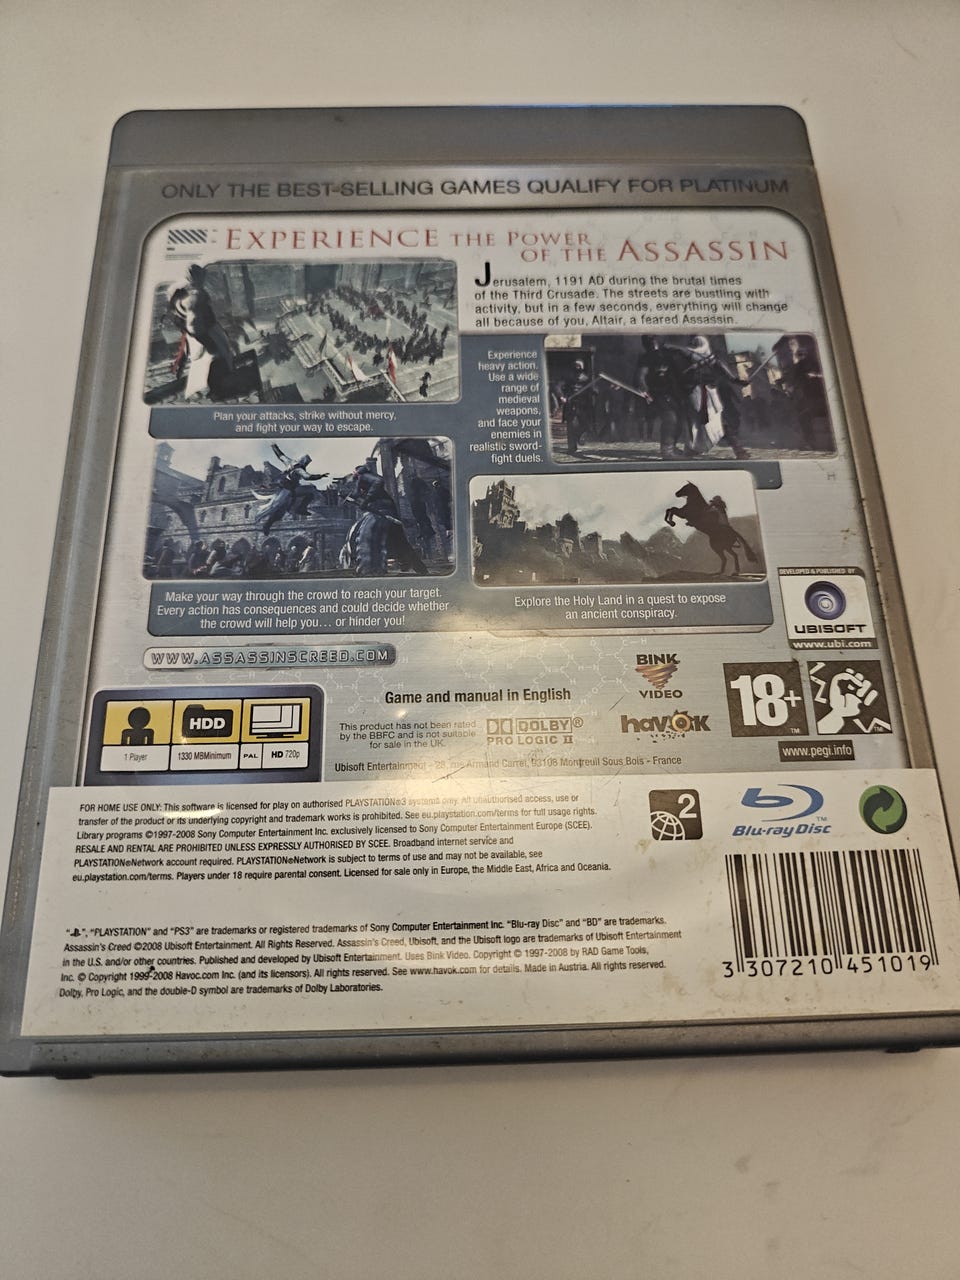 ONLY THE BEST-SELLING GAMES QUALIFY FOR PLATINUM
EXPERIENCE THE POWER
OF THE ASSASSIN
Jerusalem, 1191 AD during the brutal times
of the Third Crusade. The streets are bustling with
activity, but in a few seconds, everything will change
all because of you, Altair, a feared Assassin.
Plan your attacks, strike without mercy,
and fight your way to escape.
Experience
heavy action.
Use a wide
range of
medieval
weapons,
and face your
enemies in
realistic sword-
fight duels.
Make your way through the crowd to reach your target.
Every action has consequences and could decide whether
the crowd will help you... or hinder you!
Explore the Holy Land in a quest to expose
an ancient conspiracy.
DEVELOPED & PUBLISHED BY
UBISOFT
www.ubi.com
WWW.ASSASSINSCREED.COM
BINK
VIDEO
Game and manual in English
This product has not been rated
by the BBFC and is not suitable
for sale in the UK.
DOLBY®
PRO LOGIC II
havok
18+
www.pegi.info
HDD
1 Player
1330 MBMinimum
PAL
HD 720p
Ubisoft Entertainment - 28, rue Armand Carrel, 93108 Montreuil Sous Bois - France
FOR HOME USE ONLY: This software is licensed for play on authorised PLAYSTATION®3 systems only. All unauthorised access, use or
transfer of the product or its underlying copyright and trademark works is prohibited. See eu.playstation.com/terms for full usage rights.
Library programs ©1997-2008 Sony Computer Entertainment Inc. exclusively licensed to Sony Computer Entertainment Europe (SCEE).
RESALE AND RENTAL ARE PROHIBITED UNLESS EXPRESSLY AUTHORISED BY SCEE. Broadband internet service and
PLAYSTATION®Network account required. PLAYSTATION®Network is subject to terms of use and may not be available, see
eu.playstation.com/terms. Players under 18 require parental consent. Licensed for sale only in Europe, the Middle East, Africa and Oceania.
2
Blu-ray Disc
", "PLAYSTATION" and "PS3" are trademarks or registered trademarks of Sony Computer Entertainment Inc. "Blu-ray Disc" and "BD" are trademarks.
Assassin's Creed ©2008 Ubisoft Entertainment. All Rights Reserved. Assassin's Creed, Ubisoft, and the Ubisoft logo are trademarks of Ubisoft Entertainment
in the U.S. and/or other countries. Published and developed by Ubisoft Entertainment. Uses Bink Video. Copyright © 1997-2008 by RAD Game Tools,
Inc. © Copyright 1999-2008 Havoc.com Inc. (and its licensors). All rights reserved. See www.havok.com for details. Made in Austria. All rights reserved.
Dolby, Pro Logic, and the double-D symbol are trademarks of Dolby Laboratories.
3 307210 451019